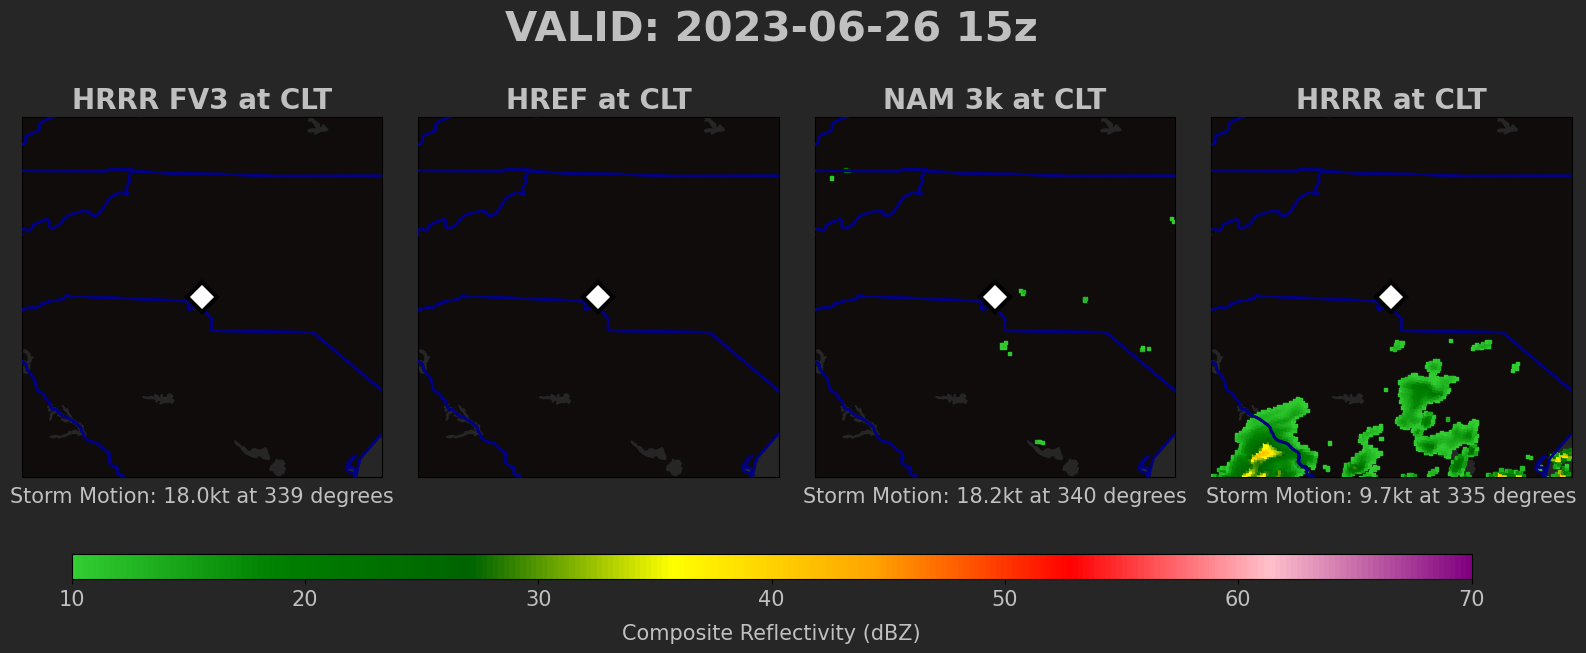 VALID: 2023-06-26 15z
HRRR FV3 at CLT
HREF at CLT
NAM 3k at CLT
HRRR at CLT
Storm Motion: 18.0kt at 339 degrees
Storm Motion: 18.2kt at 340 degrees
Storm Motion: 9.7kt at 335 degrees
10 20 30 40 50 60 70
Composite Reflectivity (dBZ)